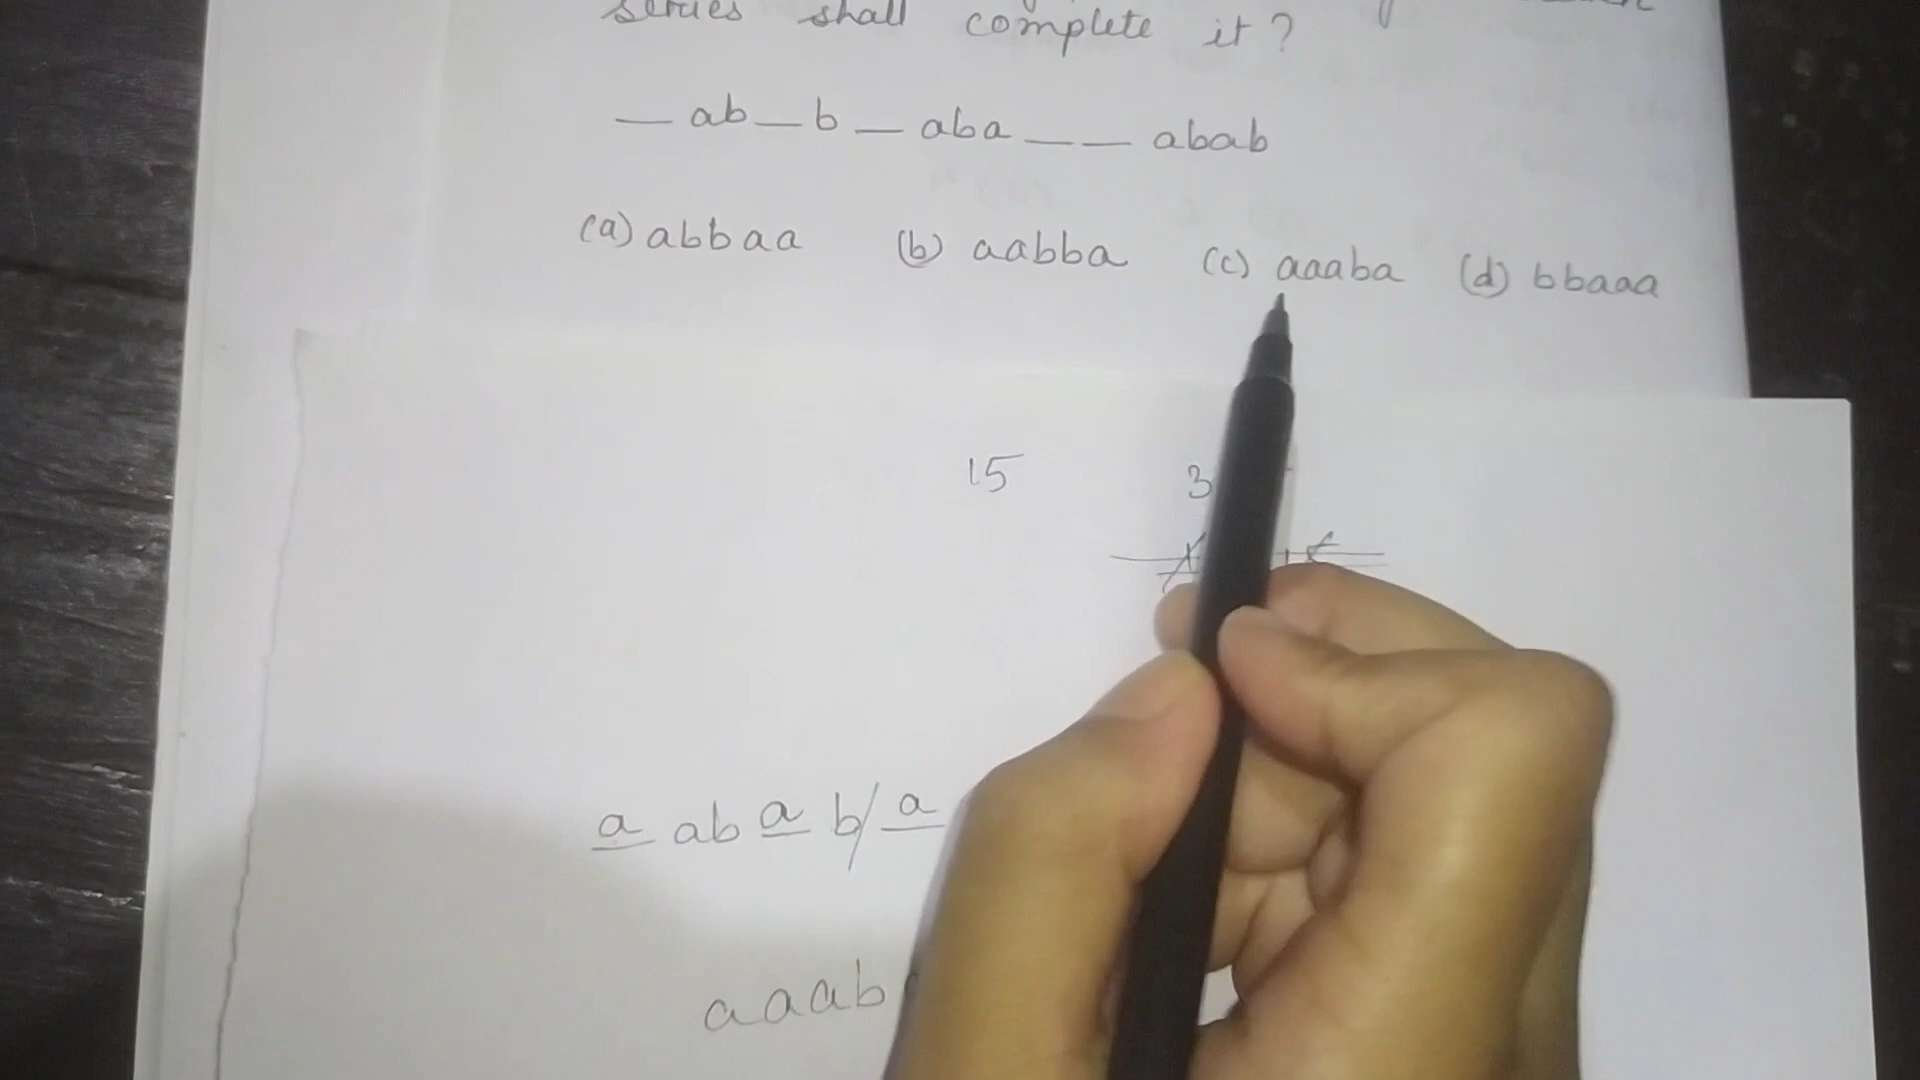 series shall complete it?
_ ab _ b _ aba _ _ abab
(a) abbaa (b) aabba (c) aaaba (d) bbaaa
15 3
a ab a b/ a
aaab